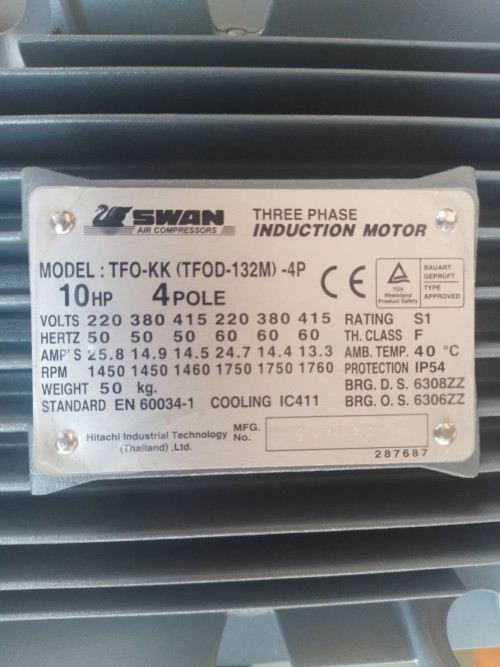 SWAN
AIR COMPRESSORS
THREE PHASE
INDUCTION MOTOR
MODEL : TFO-KK (TFOD-132M) -4P
10HP 4POLE
CE
TÜV
Rheinland
Product Safety
BAUART
GEPRÜFT
TYPE
APPROVED
VOLTS 220 380 415 220 380 415 RATING S1
HERTZ 50 50 50 60 60 60 TH. CLASS F
AMP'S 25.8 14.9 14.5 24.7 14.4 13.3 AMB. TEMP. 40 °C
RPM 1450 1450 1460 1750 1750 1760 PROTECTION IP54
WEIGHT 50 kg. BRG. D. S. 6308ZZ
STANDARD EN 60034-1 COOLING IC411 BRG. O. S. 6306ZZ
Hitachi Industrial Technology
(Thailand) ,Ltd.
MFG.
No.
287687